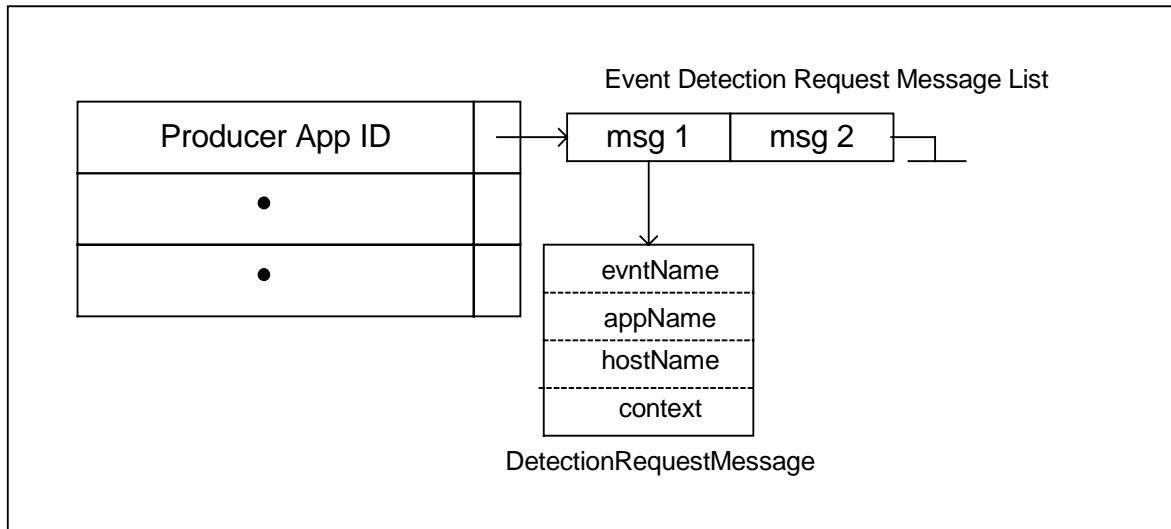 Event Detection Request Message List
Producer App ID
msg 1
msg 2
evntName
appName
hostName
context
DetectionRequestMessage